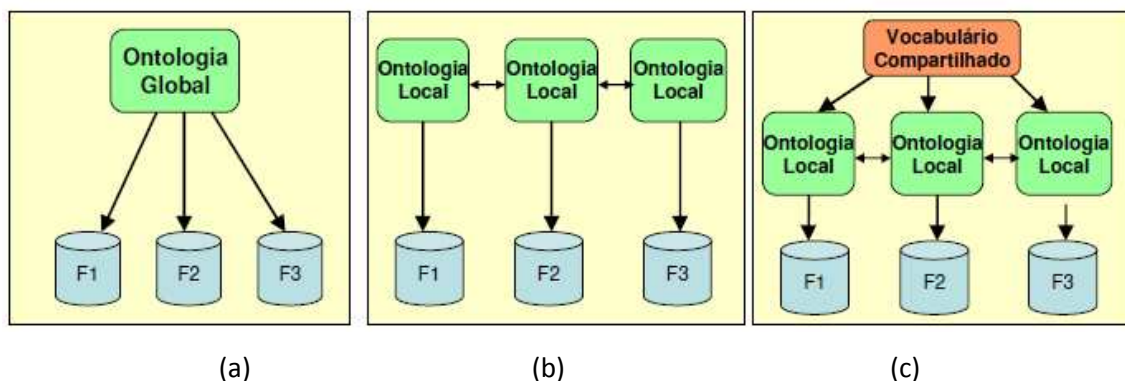 Ontologia
Global
F1
F2
F3
(a)
Ontologia
Local
Ontologia
Local
Ontologia
Local
F1
F2
F3
(b)
Vocabulário
Compartilhado
Ontologia
Local
Ontologia
Local
Ontologia
Local
F1
F2
F3
(c)